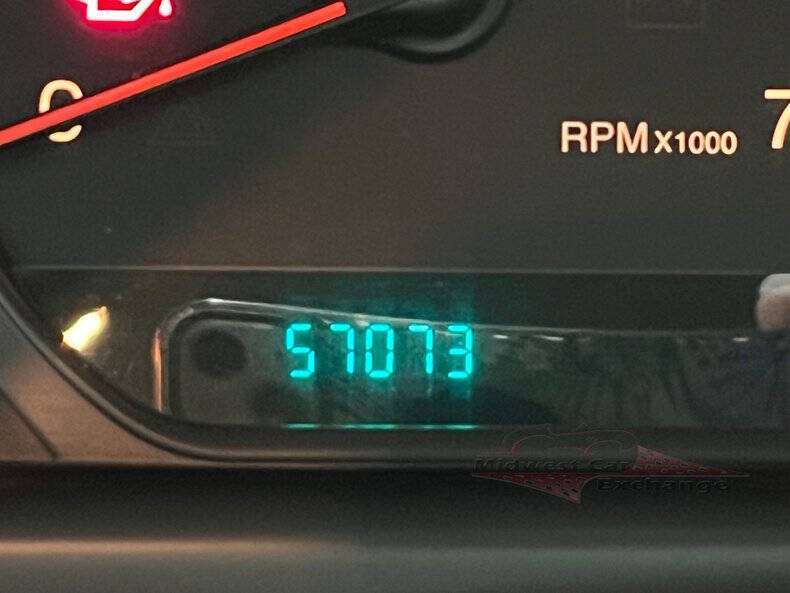 0
RPM X1000 7
57073
Midwest Car
Exchange